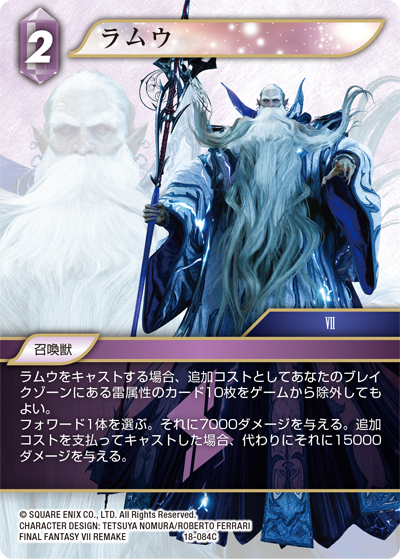 2
ラムウ
VII
召喚獣
ラムウをキャストする場合、追加コストとしてあなたのブレイ
クゾーンにある雷属性のカード10枚をゲームから除外しても
よい。
フォワード1体を選ぶ。それに7000ダメージを与える。追加
コストを支払ってキャストした場合、代わりにそれに15000
ダメージを与える。
© SQUARE ENIX CO., LTD. All Rights Reserved.
CHARACTER DESIGN: TETSUYA NOMURA/ROBERTO FERRARI
FINAL FANTASY VII REMAKE
18-084C